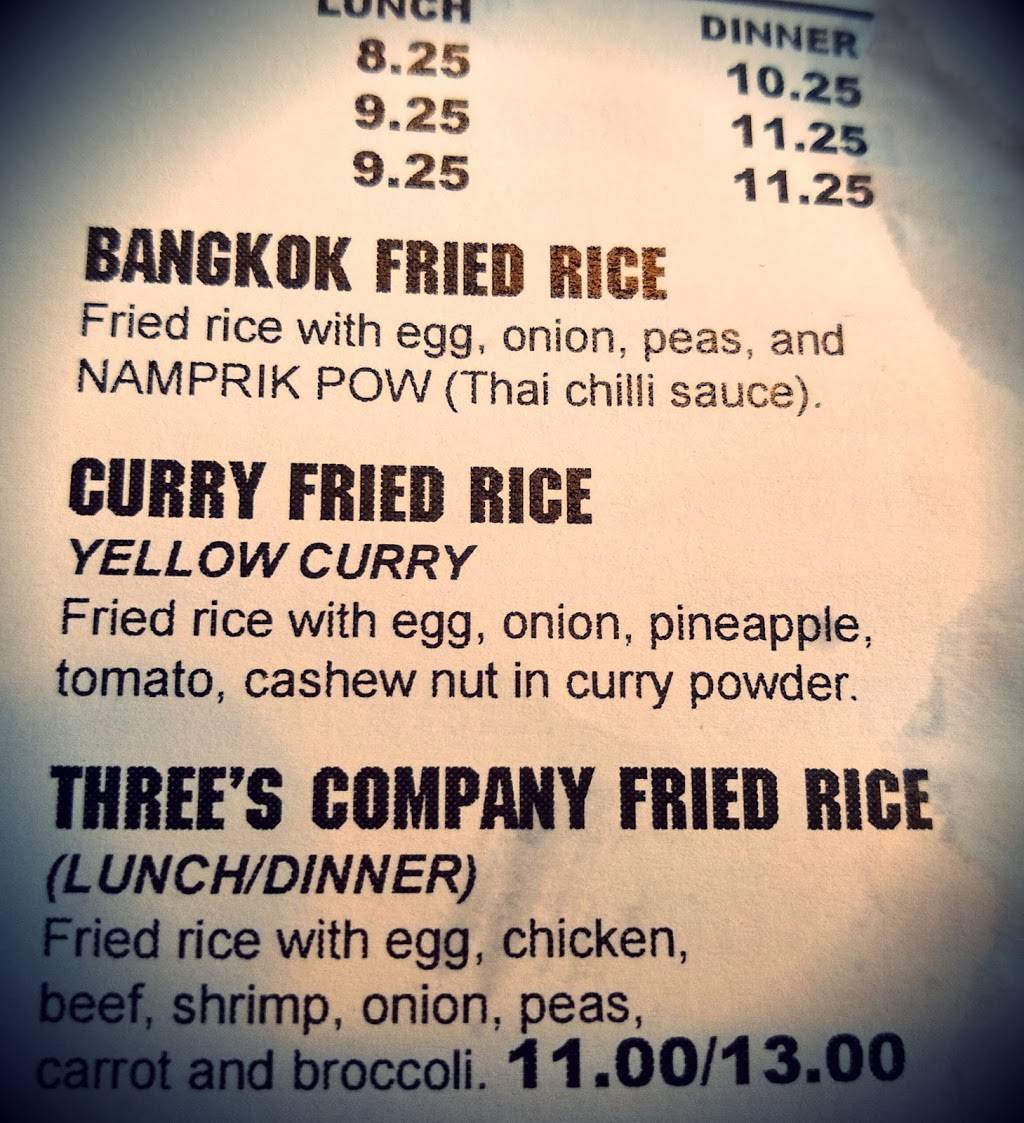 LUNCH DINNER
8.25 10.25
9.25 11.25
9.25 11.25
BANGKOK FRIED RICE
Fried rice with egg, onion, peas, and
NAMPRIK POW (Thai chilli sauce).
CURRY FRIED RICE
YELLOW CURRY
Fried rice with egg, onion, pineapple,
tomato, cashew nut in curry powder.
THREE'S COMPANY FRIED RICE
(LUNCH/DINNER)
Fried rice with egg, chicken,
beef, shrimp, onion, peas,
carrot and broccoli. 11.00/13.00